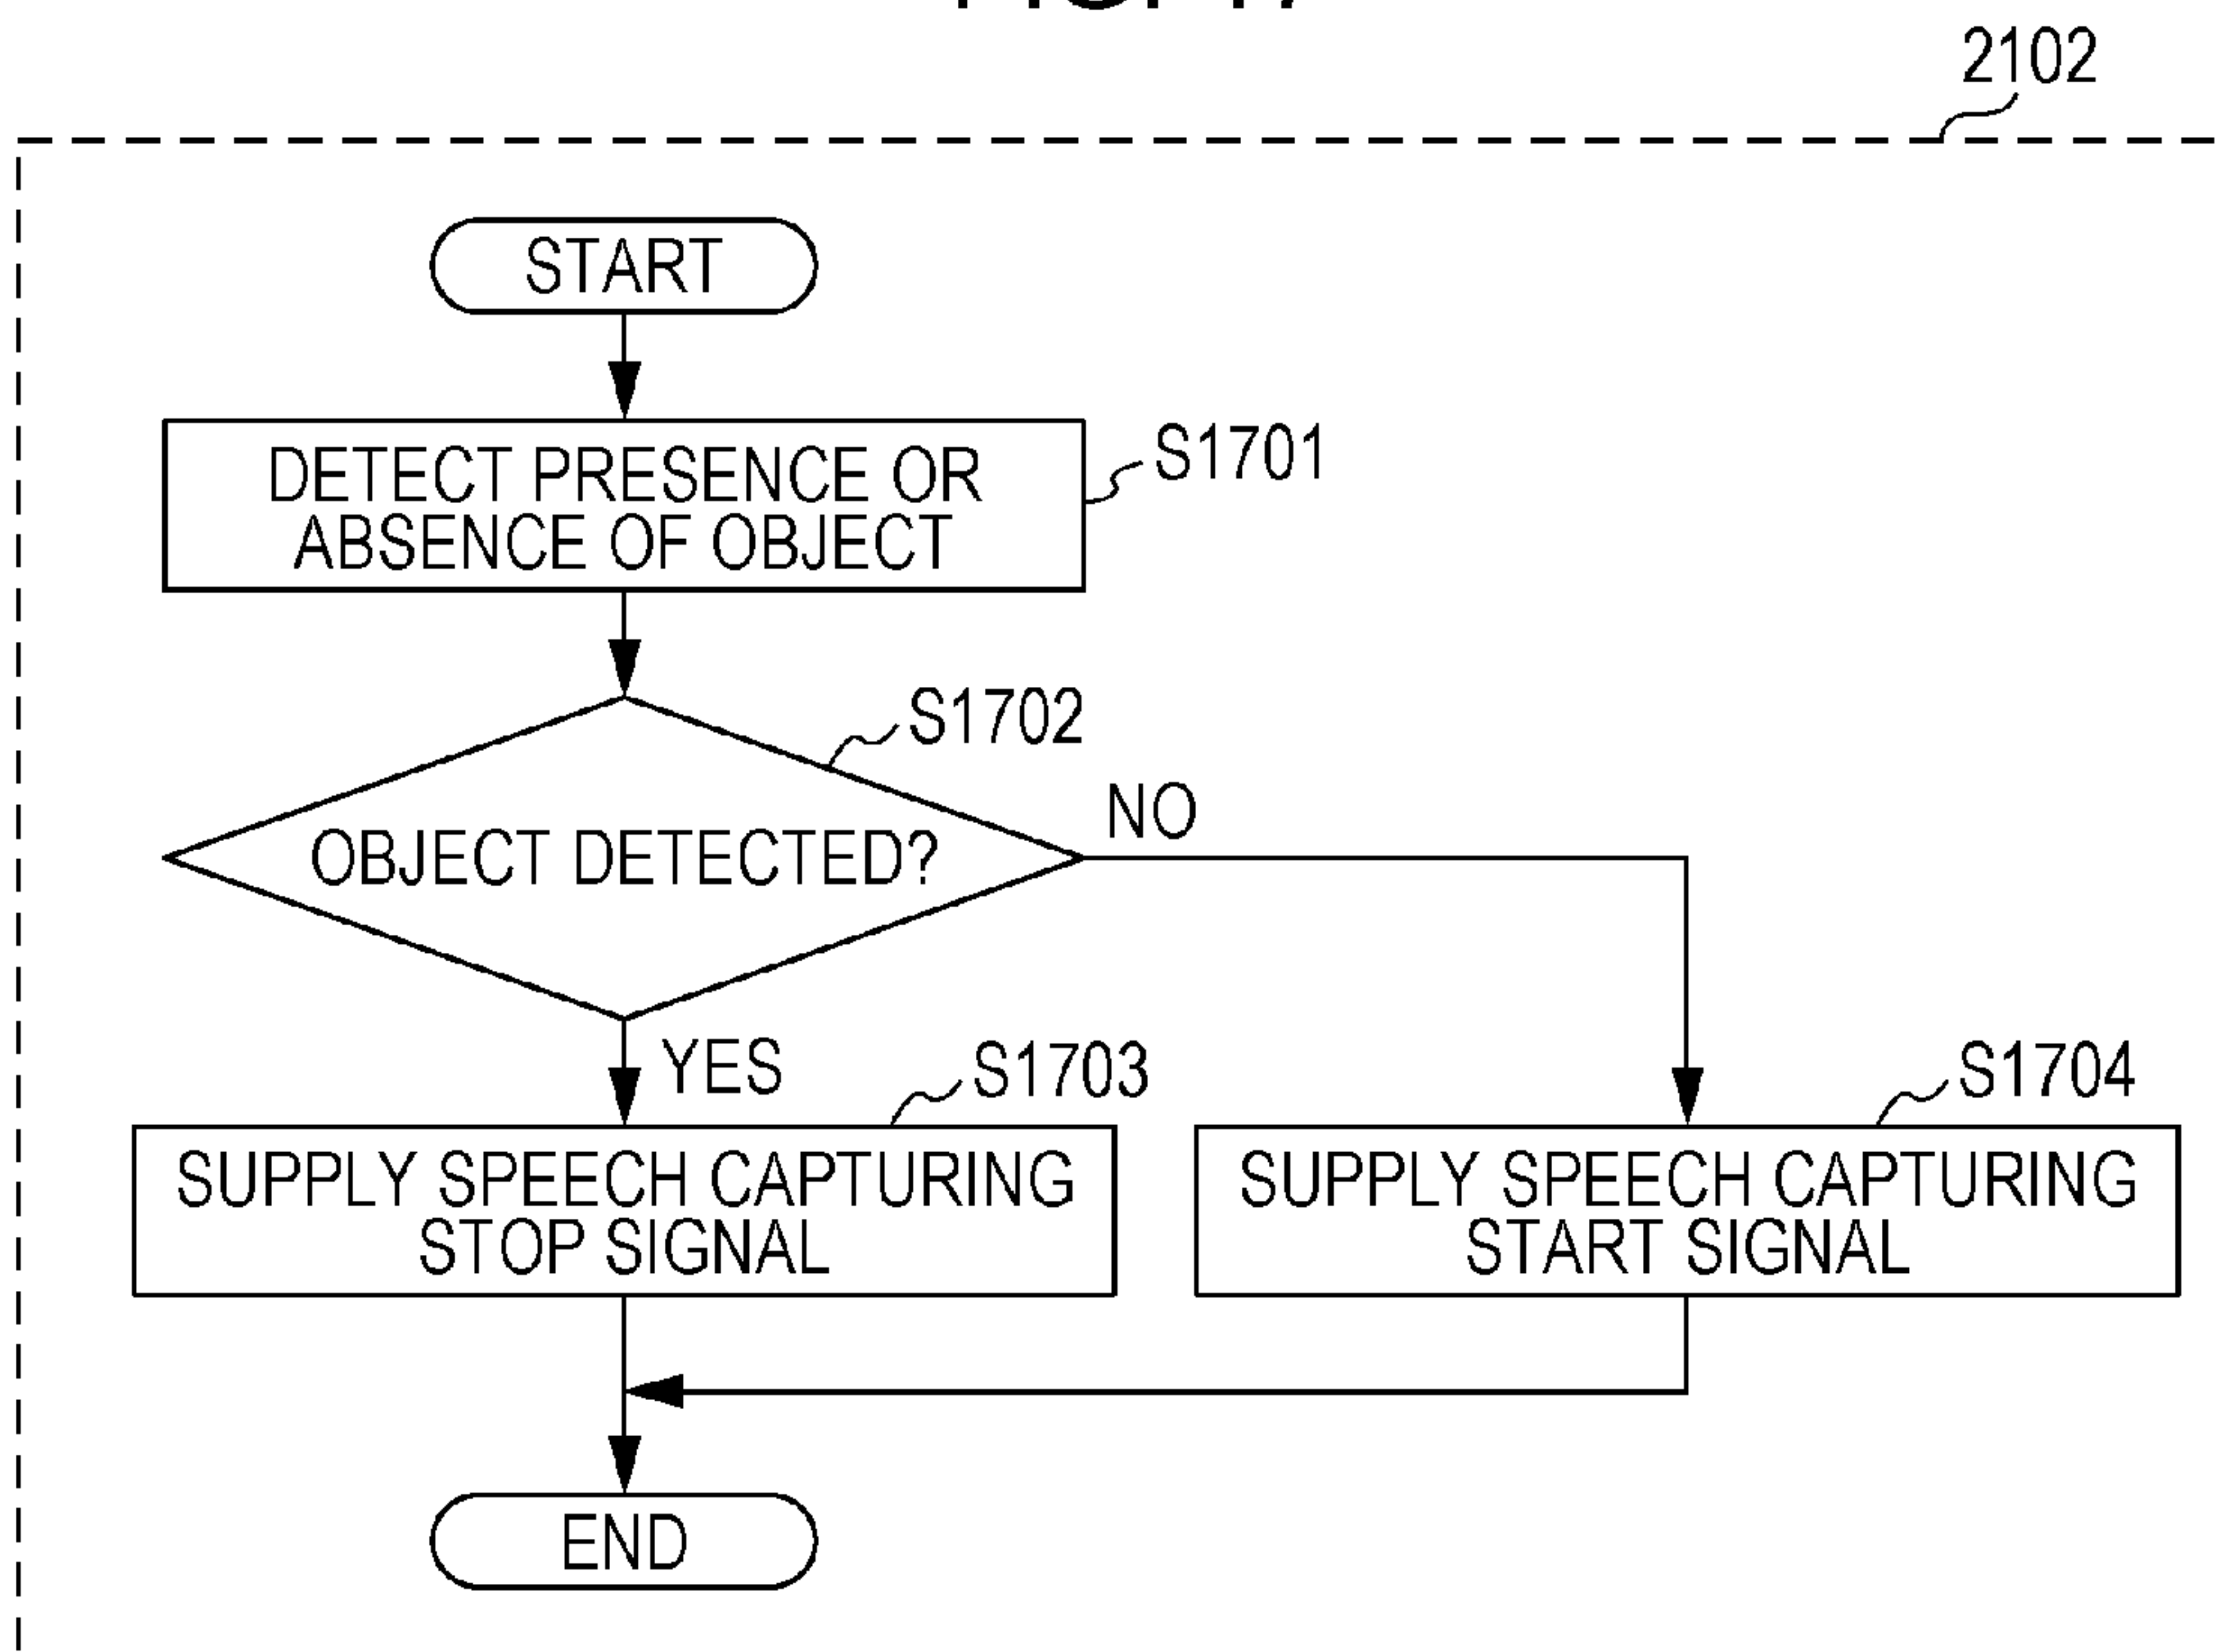 2102
START
DETECT PRESENCE OR
ABSENCE OF OBJECT
S1701
S1702
OBJECT DETECTED?
NO
YES
S1703
SUPPLY SPEECH CAPTURING
STOP SIGNAL
S1704
SUPPLY SPEECH CAPTURING
START SIGNAL
END